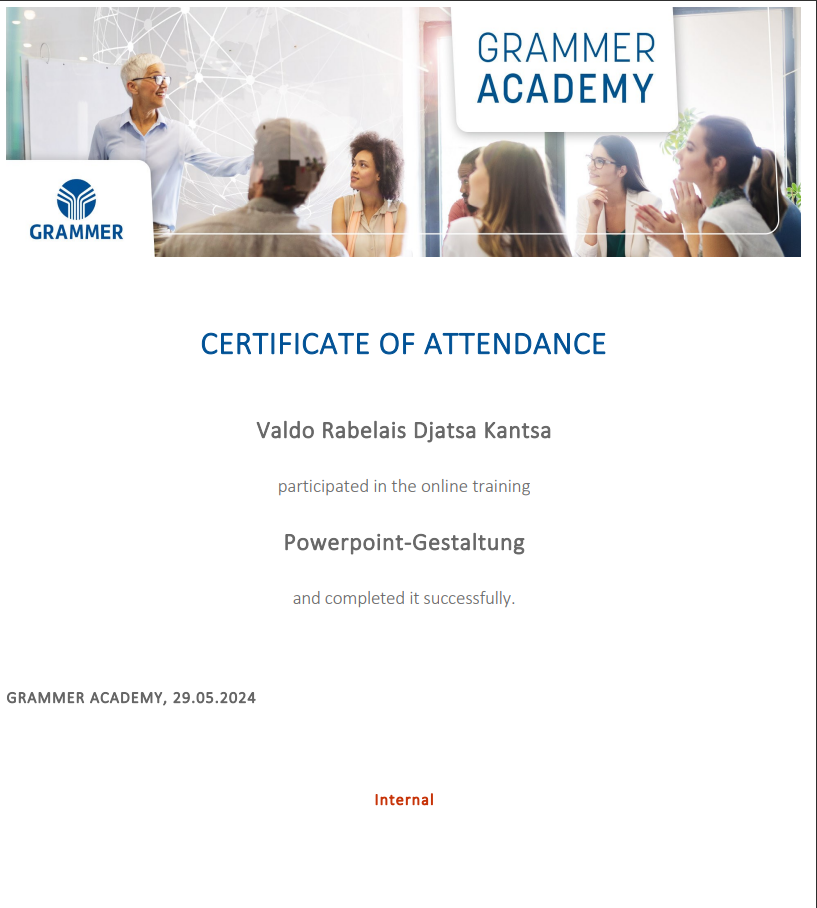 GRAMMER
ACADEMY
GRAMMER
CERTIFICATE OF ATTENDANCE
Valdo Rabelais Djatsa Kantsa
participated in the online training
Powerpoint-Gestaltung
and completed it successfully.
GRAMMER ACADEMY, 29.05.2024
Internal